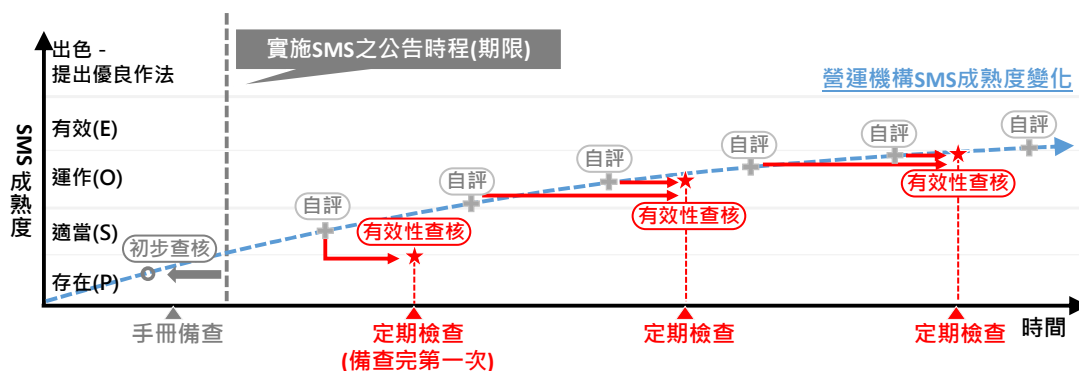 出色 -
提出優良作法
實施SMS之公告時程(期限)
營運機構SMS成熟度變化
SMS成熟度
有效(E)
運作(O)
適當(S)
存在(P)
初步查核
自評
自評
自評
自評
自評
自評
有效性查核
有效性查核
有效性查核
手冊備查
定期檢查
(備查完第一次)
定期檢查
定期檢查
時間